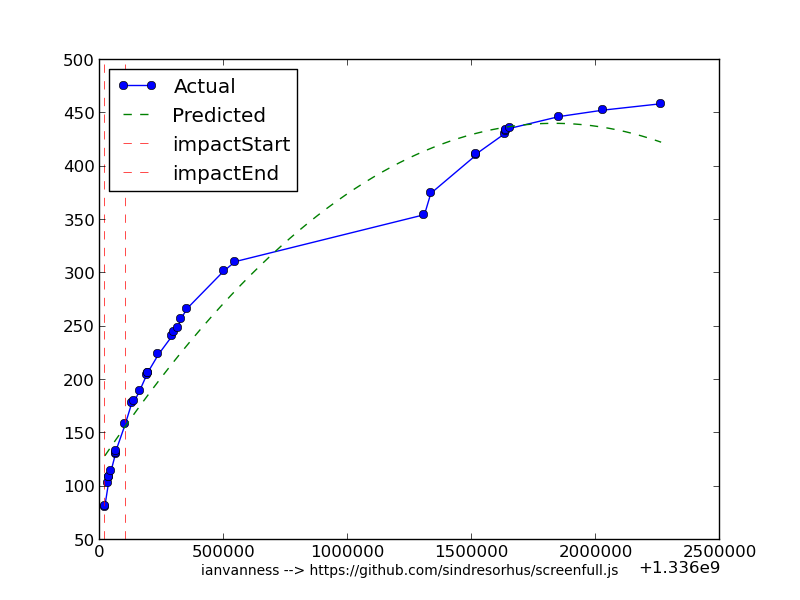 500
450
400
350
300
250
200
150
100
50
Actual
Predicted
impactStart
impactEnd
0 500000 1000000 1500000 2000000 2500000
+1.336e9
ianvanness --> https://github.com/sindresorhus/screenfull.js